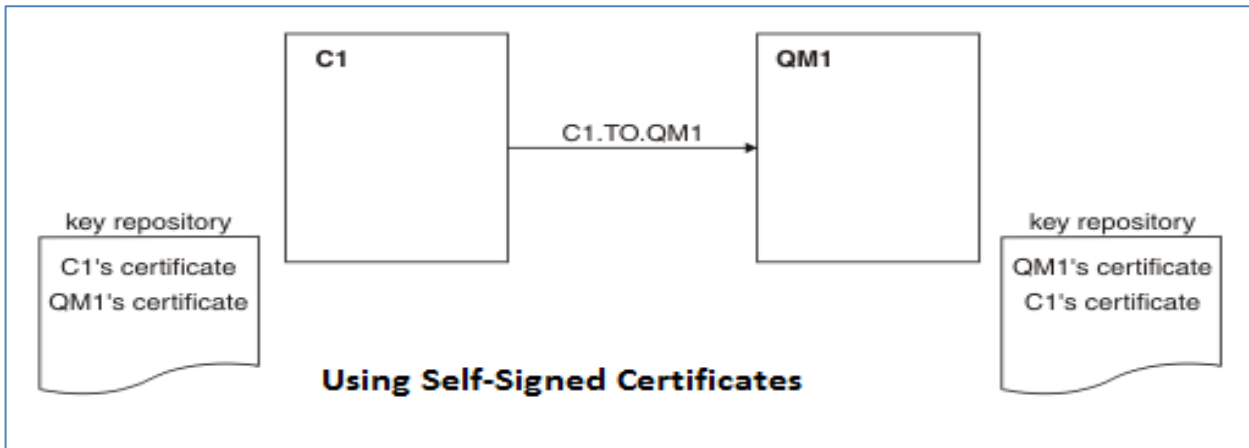 C1
QM1
C1.TO.QM1
key repository
C1's certificate
QM1's certificate
key repository
QM1's certificate
C1's certificate
Using Self-Signed Certificates